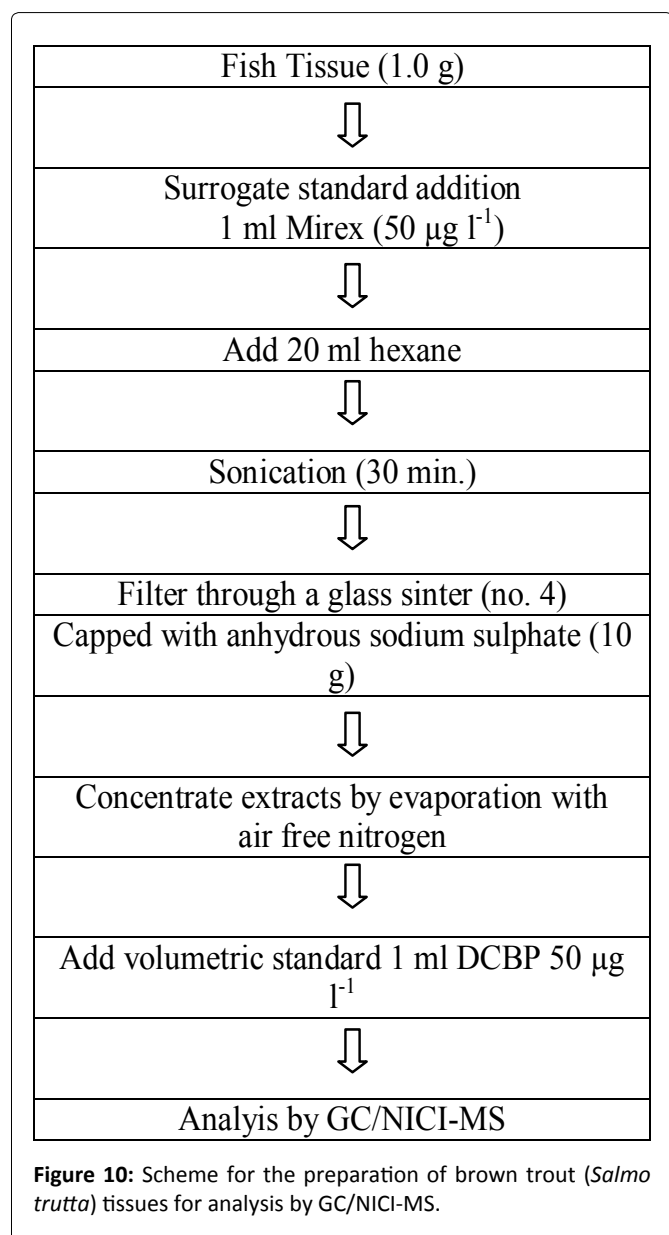 Fish Tissue (1.0 g)
Surrogate standard addition
1 ml Mirex (50 µg l⁻¹)
Add 20 ml hexane
Sonication (30 min.)
Filter through a glass sinter (no. 4)
Capped with anhydrous sodium sulphate (10
g)
Concentrate extracts by evaporation with
air free nitrogen
Add volumetric standard 1 ml DCBP 50 µg
l⁻¹
Analyis by GC/NICI-MS
Figure 10: Scheme for the preparation of brown trout (Salmo
trutta) tissues for analysis by GC/NICI-MS.